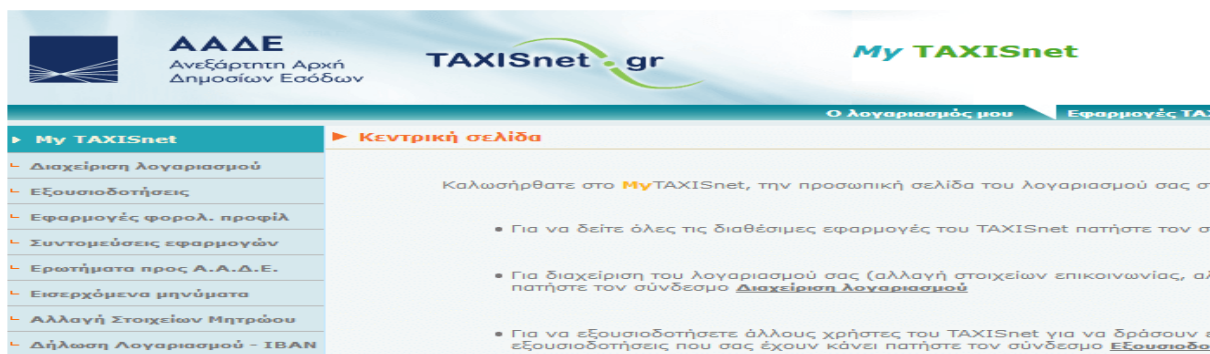 ΑΑΔΕ
Ανεξάρτητη Αρχή
Δημοσίων Εσόδων
TAXISnet.gr
My TAXISnet
Ο λογαριασμός μου
Εφαρμογές
My TAXISnet
Κεντρική σελίδα
Διαχείριση λογαριασμού
Εξουσιοδοτήσεις
Εφαρμογές φορολ. προφίλ
Συντομεύσεις εφαρμογών
Ερωτήματα προς Α.Α.Δ.Ε.
Εισερχόμενα μηνύματα
Αλλαγή Στοιχείων Μητρώου
Δήλωση Λογαριασμού - IBAN
Καλωσήρθατε στο MyTAXISnet, την προσωπική σελίδα του λογαριασμού σας
• Για να δείτε όλες τις διαθέσιμες εφαρμογές του TAXISnet πατήστε τον
• Για διαχείριση του λογαριασμού σας (αλλαγή στοιχείων επικοινωνίας,
πατήστε τον σύνδεσμο Διαχείριση λογαριασμού
• Για να εξουσιοδοτήσετε άλλους χρήστες του TAXISnet για να δράσουν
εξουσιοδοτήσεις που σας έχουν κάνει πατήστε τον σύνδεσμο